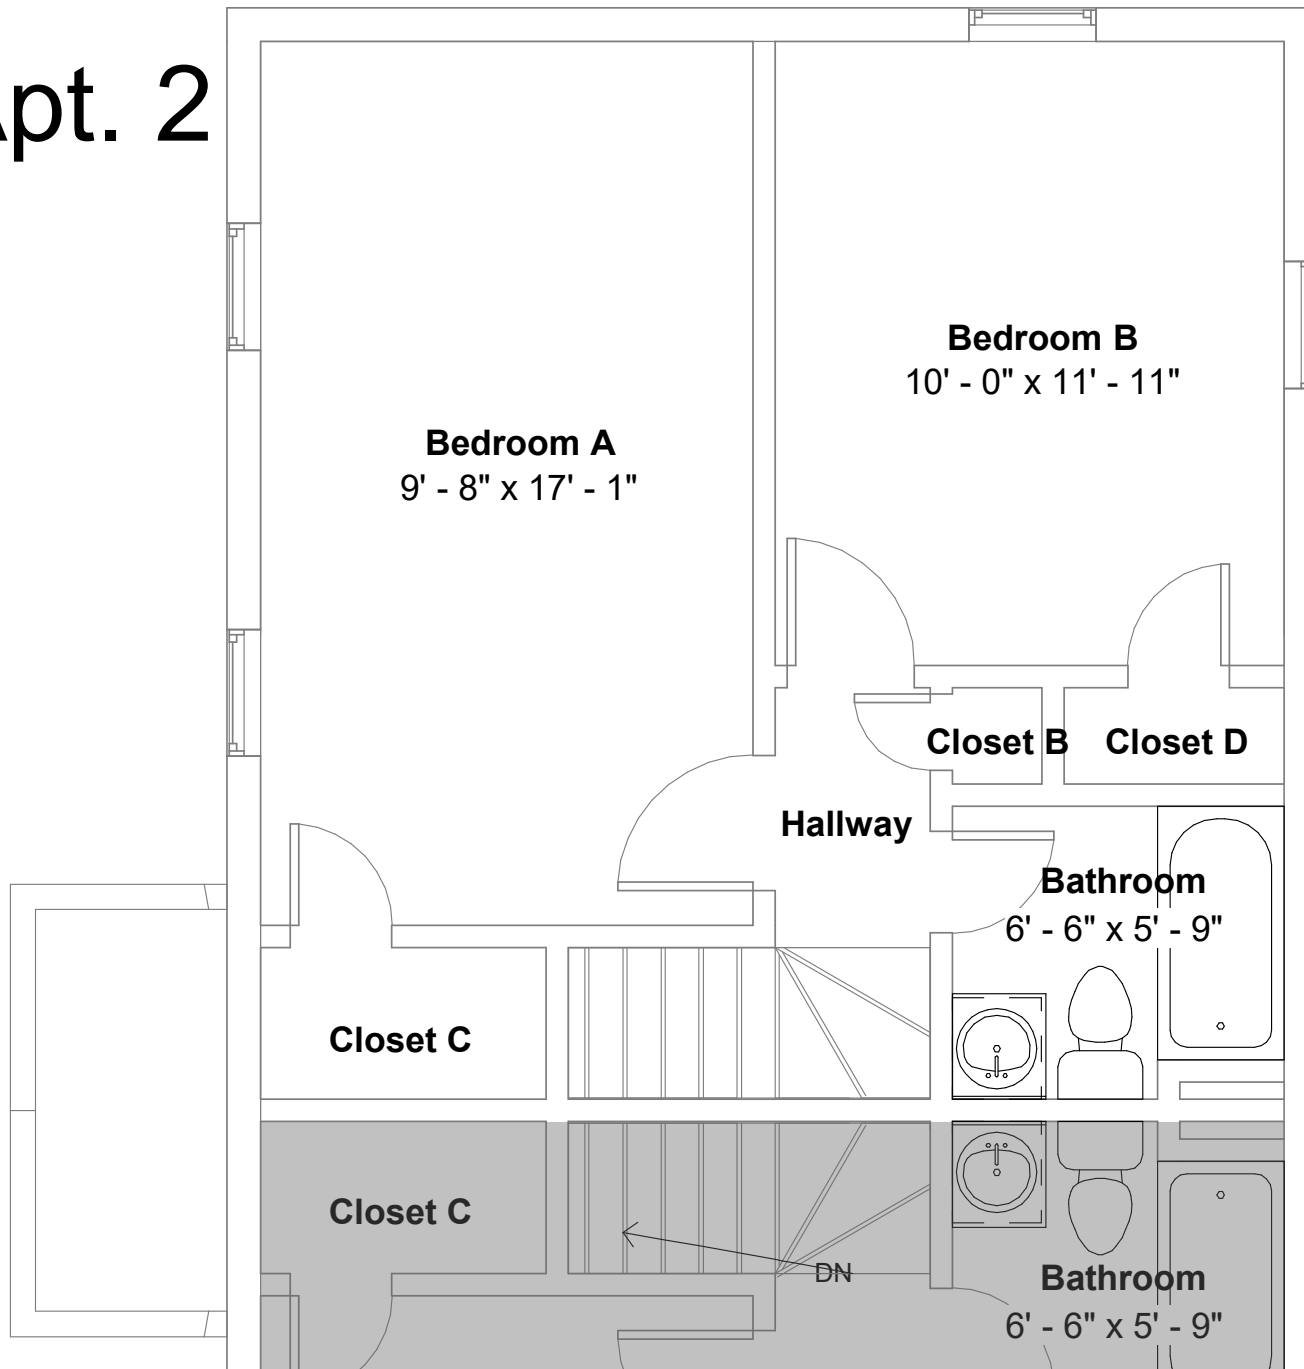 Apt. 2
Bedroom B
10' - 0" x 11' - 11"
Bedroom A
9' - 8" x 17' - 1"
Closet B
Closet D
Hallway
Bathroom
6' - 6" x 5' - 9"
Closet C
Closet C
DN
Bathroom
6' - 6" x 5' - 9"